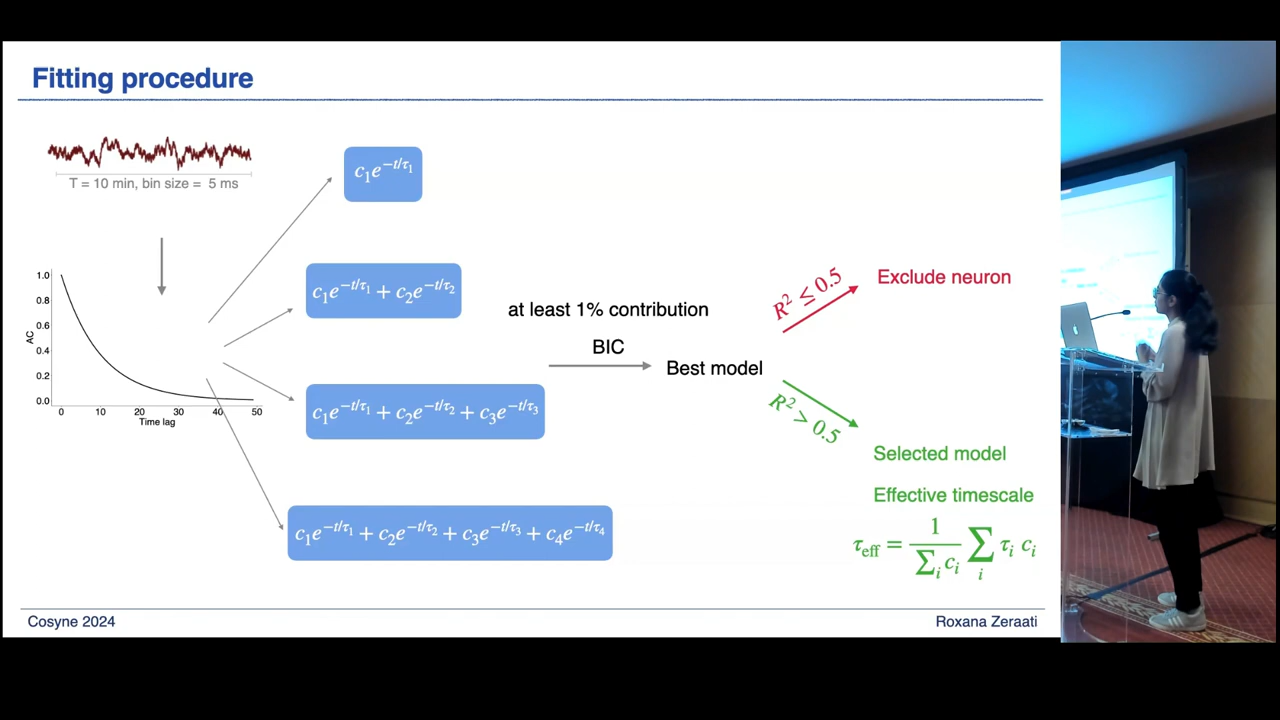 Fitting procedure
T = 10 min, bin size = 5 ms
AC
1.0
0.8
0.6
0.4
0.2
0.0
0 10 20 30 40 50
Time lag
c₁e^{−t/τ₁}
c₁e^{−t/τ₁} + c₂e^{−t/τ₂}
c₁e^{−t/τ₁} + c₂e^{−t/τ₂} + c₃e^{−t/τ₃}
c₁e^{−t/τ₁} + c₂e^{−t/τ₂} + c₃e^{−t/τ₃} + c₄e^{−t/τ₄}
at least 1% contribution
BIC
Best model
R² ≤ 0.5
Exclude neuron
R² > 0.5
Selected model
Effective timescale
τ_eff = 1/(∑ᵢ cᵢ) ∑ᵢ τᵢ cᵢ
Cosyne 2024
Roxana Zeraati